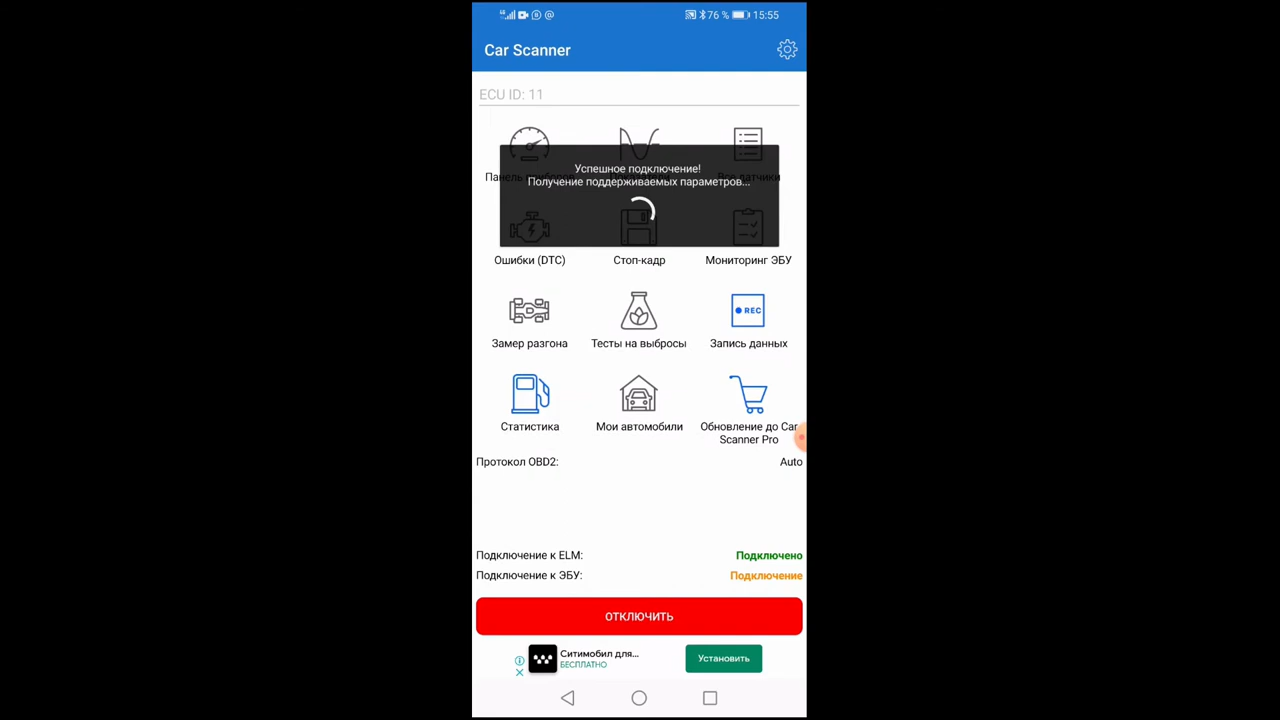 76 %
15:55
Car Scanner
ECU ID: 11
Успешное подключение!
Получение поддерживаемых параметров...
Ошибки (DTC)
Стоп-кадр
Мониторинг ЭБУ
REC
Замер разгона
Тесты на выбросы
Запись данных
Статистика
Мои автомобили
Обновление до Car
Scanner Pro
Протокол OBD2:
Auto
Подключение к ELM:
Подключено
Подключение к ЭБУ:
Подключение
ОТКЛЮЧИТЬ
Ситимобил для...
БЕСПЛАТНО
Установить